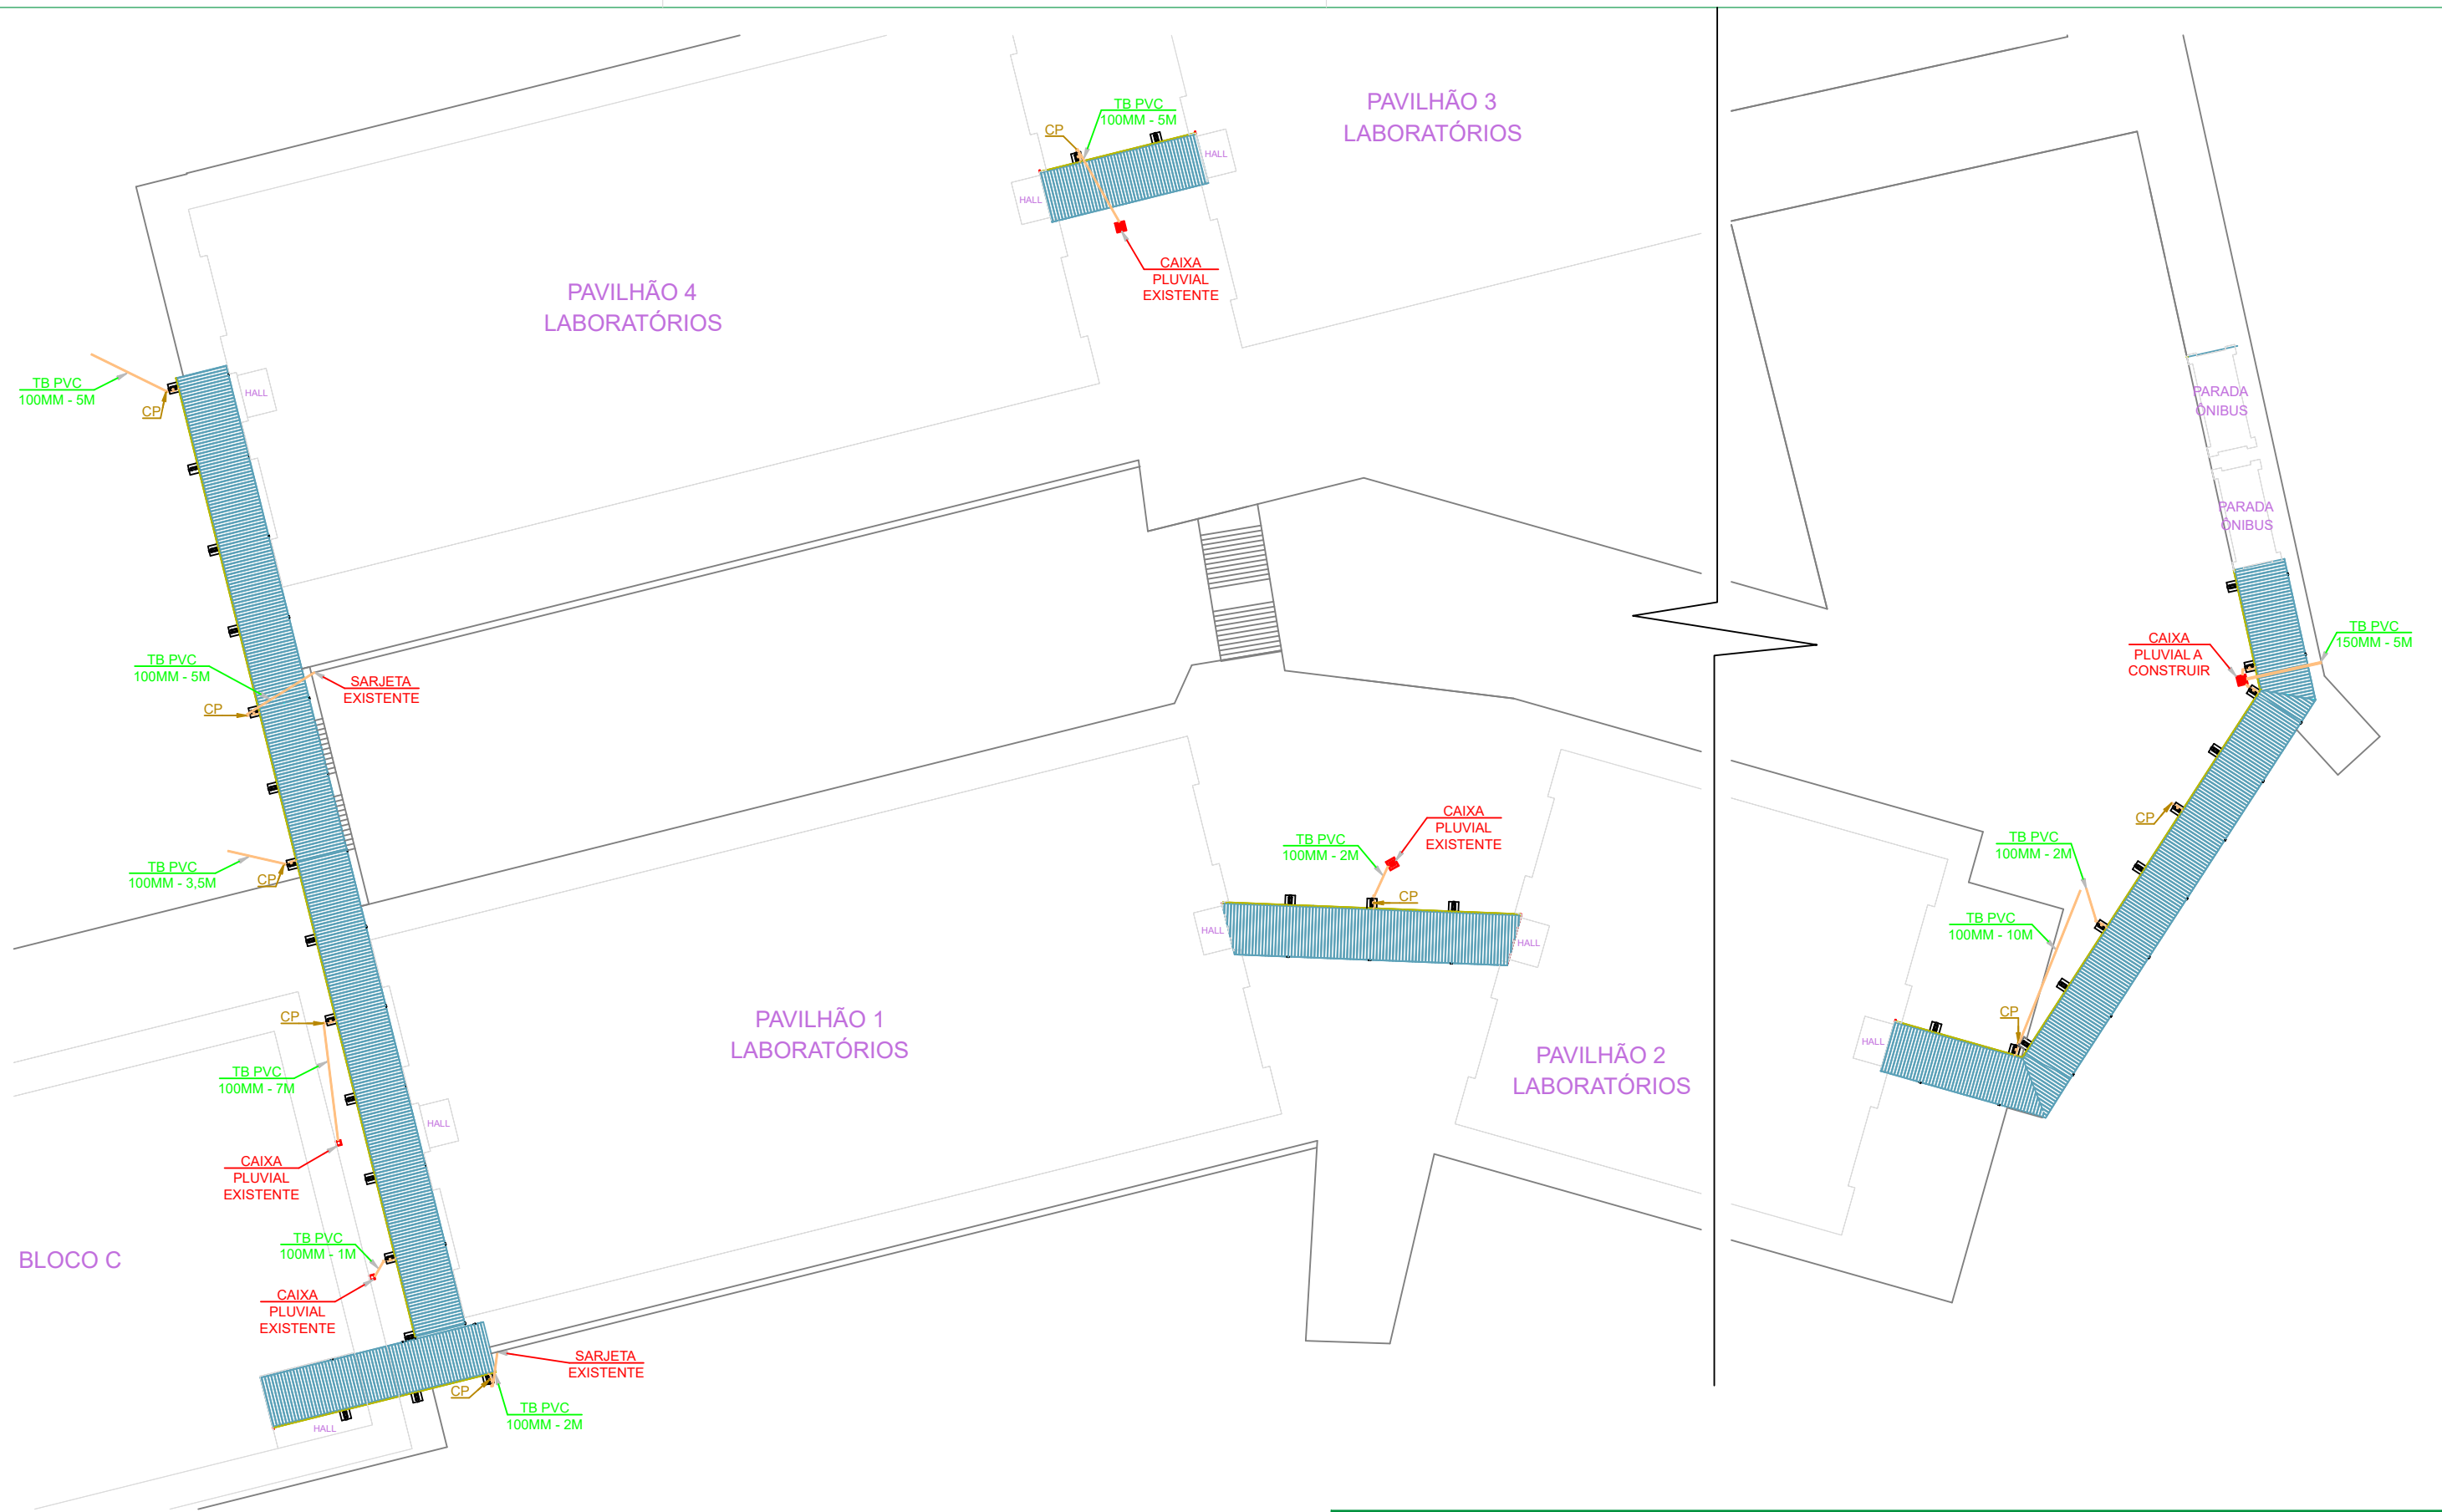 TB PVC
100MM - 5M
CP
PAVILHÃO 3
LABORATÓRIOS
HALL
HALL
CAIXA
PLUVIAL
EXISTENTE
PAVILHÃO 4
LABORATÓRIOS
TB PVC
100MM - 5M
CP
HALL
PARADA
ÔNIBUS
PARADA
ÔNIBUS
TB PVC
100MM - 5M
CP
SARJETA
EXISTENTE
CAIXA
PLUVIAL A
CONSTRUIR
TB PVC
150MM - 5M
TB PVC
100MM - 3,5M
CP
TB PVC
100MM - 2M
CAIXA
PLUVIAL
EXISTENTE
CP
HALL
HALL
CP
TB PVC
100MM - 2M
TB PVC
100MM - 10M
CP
HALL
CP
TB PVC
100MM - 7M
HALL
CAIXA
PLUVIAL
EXISTENTE
PAVILHÃO 1
LABORATÓRIOS
PAVILHÃO 2
LABORATÓRIOS
BLOCO C
TB PVC
100MM - 1M
CAIXA
PLUVIAL
EXISTENTE
SARJETA
EXISTENTE
CP
TB PVC
100MM - 2M
HALL